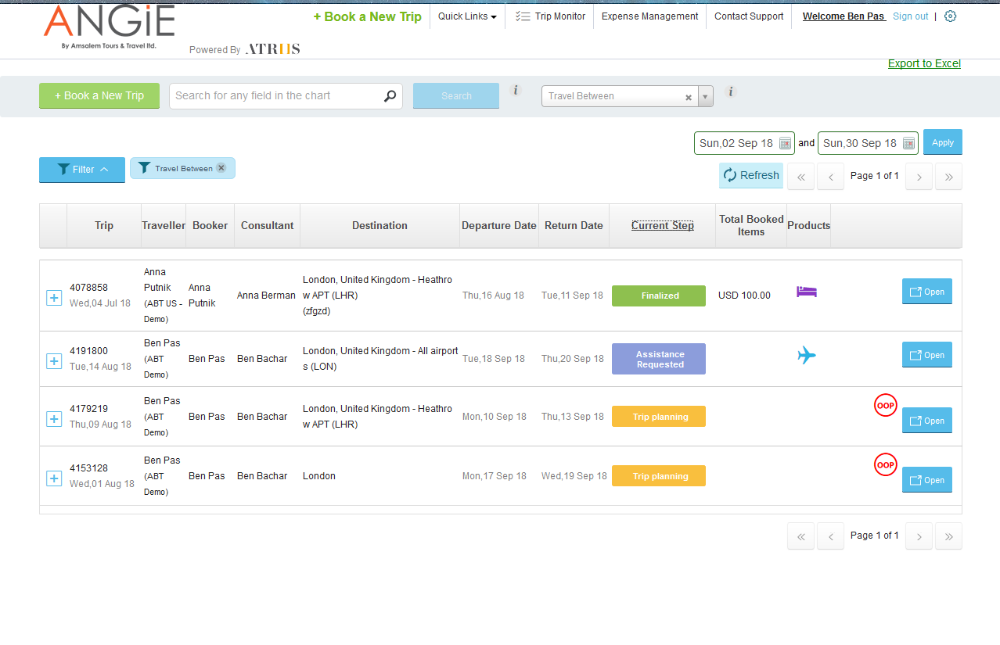 ANGiE
By Amsalem Tours & Travel ltd.
Powered By ATRIIS
+ Book a New Trip
Quick Links
Trip Monitor
Expense Management
Contact Support
Welcome Ben Pas
Sign out |
Export to Excel
+ Book a New Trip
Search for any field in the chart
Search
i
Travel Between
i
Sun,02 Sep 18
and
Sun,30 Sep 18
Apply
Filter
Travel Between
Refresh
«
‹
Page 1 of 1
›
»
Trip
Traveller
Booker
Consultant
Destination
Departure Date
Return Date
Current Step
Total Booked
Items
Products
4078858
Wed,04 Jul 18
Anna
Putnik
(ABT US -
Demo)
Anna
Putnik
Anna Berman
London, United Kingdom - Heathro
w APT (LHR)
(zfgzd)
Thu,16 Aug 18
Tue,11 Sep 18
Finalized
USD 100.00
Open
4191800
Tue,14 Aug 18
Ben Pas
(ABT
Demo)
Ben Pas
Ben Bachar
London, United Kingdom - All airport
s (LON)
Tue,18 Sep 18
Thu,20 Sep 18
Assistance
Requested
Open
4179219
Thu,09 Aug 18
Ben Pas
(ABT
Demo)
Ben Pas
Ben Bachar
London, United Kingdom - Heathro
w APT (LHR)
Mon,10 Sep 18
Thu,13 Sep 18
Trip planning
OOP
Open
4153128
Wed,01 Aug 18
Ben Pas
(ABT
Demo)
Ben Pas
Ben Bachar
London
Mon,17 Sep 18
Wed,19 Sep 18
Trip planning
OOP
Open
«
‹
Page 1 of 1
›
»